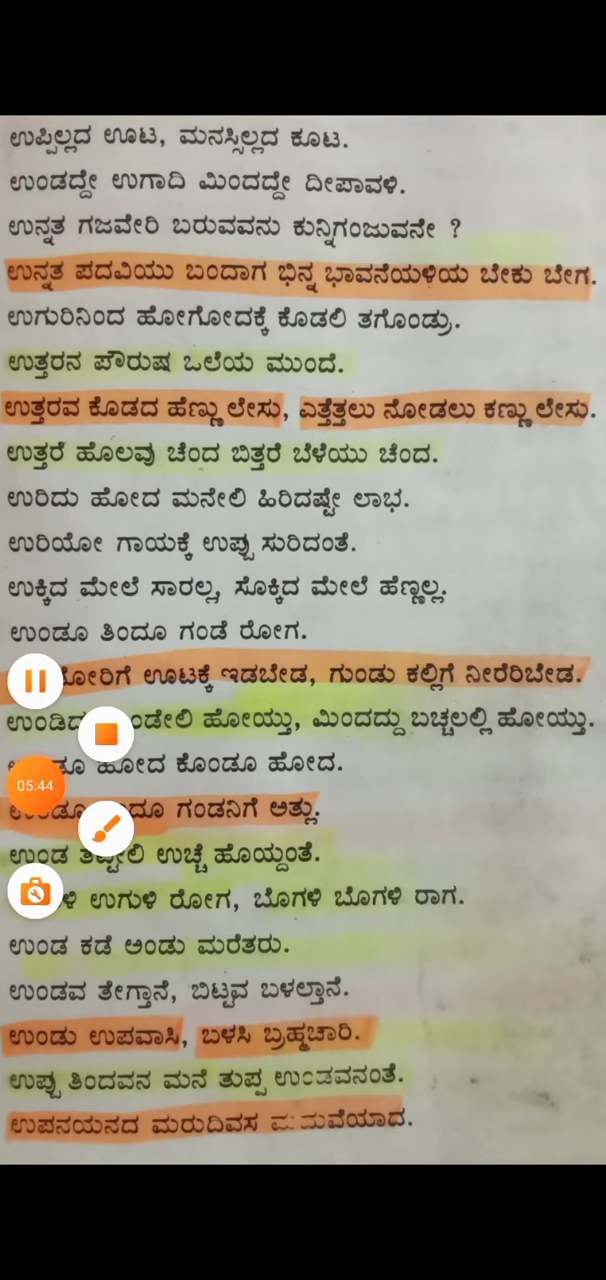 ಉಪ್ಪಿಲ್ಲದ ಊಟ, ಮನಸ್ಸಿಲ್ಲದ ಕೂಟ.
ಉಂಡದ್ದೇ ಉಗಾದಿ ಮಿಂದದ್ದೇ ದೀಪಾವಳಿ.
ಉನ್ನತ ಗಜವೇರಿ ಬರುವವನು ಕುನ್ನಿಗಂಜುವನೇ ?
ಉನ್ನತ ಪದವಿಯು ಬಂದಾಗ ಭಿನ್ನ ಭಾವನೆಯಳಿಯ ಬೇಕು ಬೇಗ.
ಉಗುರಿನಿಂದ ಹೋಗೋದಕ್ಕೆ ಕೊಡಲಿ ತಗೊಂಡ್ರು.
ಉತ್ತರನ ಪೌರುಷ ಒಲೆಯ ಮುಂದೆ.
ಉತ್ತರವ ಕೊಡದ ಹೆಣ್ಣು ಲೇಸು, ಎತ್ತೆತ್ತಲು ನೋಡಲು ಕಣ್ಣು ಲೇಸು.
ಉತ್ತರೆ ಹೊಲವು ಚೆಂದ ಬಿತ್ತರೆ ಬೆಳೆಯು ಚೆಂದ.
ಉರಿದು ಹೋದ ಮನೇಲಿ ಹಿರಿದಷ್ಟೇ ಲಾಭ.
ಉರಿಯೋ ಗಾಯಕ್ಕೆ ಉಪ್ಪು ಸುರಿದಂತೆ.
ಉಕ್ಕಿದ ಮೇಲೆ ಸಾರಲ್ಲ, ಸೊಕ್ಕಿದ ಮೇಲೆ ಹೆಣ್ಣಲ್ಲ.
ಉಂಡೂ ತಿಂದೂ ಗಂಡೆ ರೋಗ.
ಊಟಕ್ಕೆ ಇಡಬೇಡ, ಗುಂಡು ಕಲ್ಲಿಗೆ ನೀರೆರಿಬೇಡ.
ಹೋಯ್ತು, ಮಿಂದದ್ದು ಬಚ್ಚಲಲ್ಲಿ ಹೋಯ್ತು.
ಹೋದ ಕೊಂಡೂ ಹೋದ.
ಗಂಡನಿಗೆ ಅತ್ಲು.
ಉಂಡ ಉಚ್ಚೆ ಹೊಯ್ದಂತೆ.
ಉಗುಳಿ ರೋಗ, ಬೊಗಳಿ ಬೊಗಳಿ ರಾಗ.
ಉಂಡ ಕಡೆ ಅಂಡು ಮರೆತರು.
ಉಂಡವ ತೇಗ್ತಾನೆ, ಬಿಟ್ಟವ ಬಳಲ್ತಾನೆ.
ಉಂಡು ಉಪವಾಸಿ, ಬಳಸಿ ಬ್ರಹ್ಮಚಾರಿ.
ಉಪ್ಪು ತಿಂದವನ ಮನೆ ತುಪ್ಪ ಉಂಡವನಂತೆ.
ಉಪನಯನದ ಮರುದಿವಸ
05:44